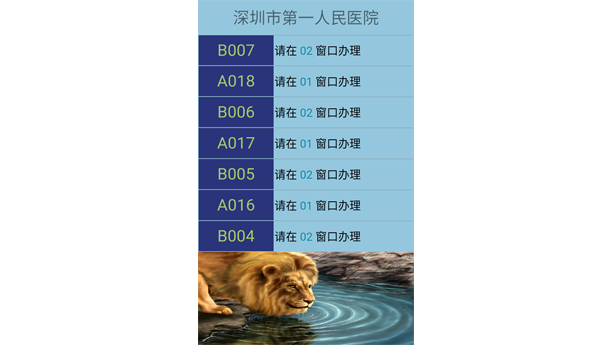 深圳市第一人民医院
B007 请在 02 窗口办理
A018 请在 01 窗口办理
B006 请在 02 窗口办理
A017 请在 01 窗口办理
B005 请在 02 窗口办理
A016 请在 01 窗口办理
B004 请在 02 窗口办理